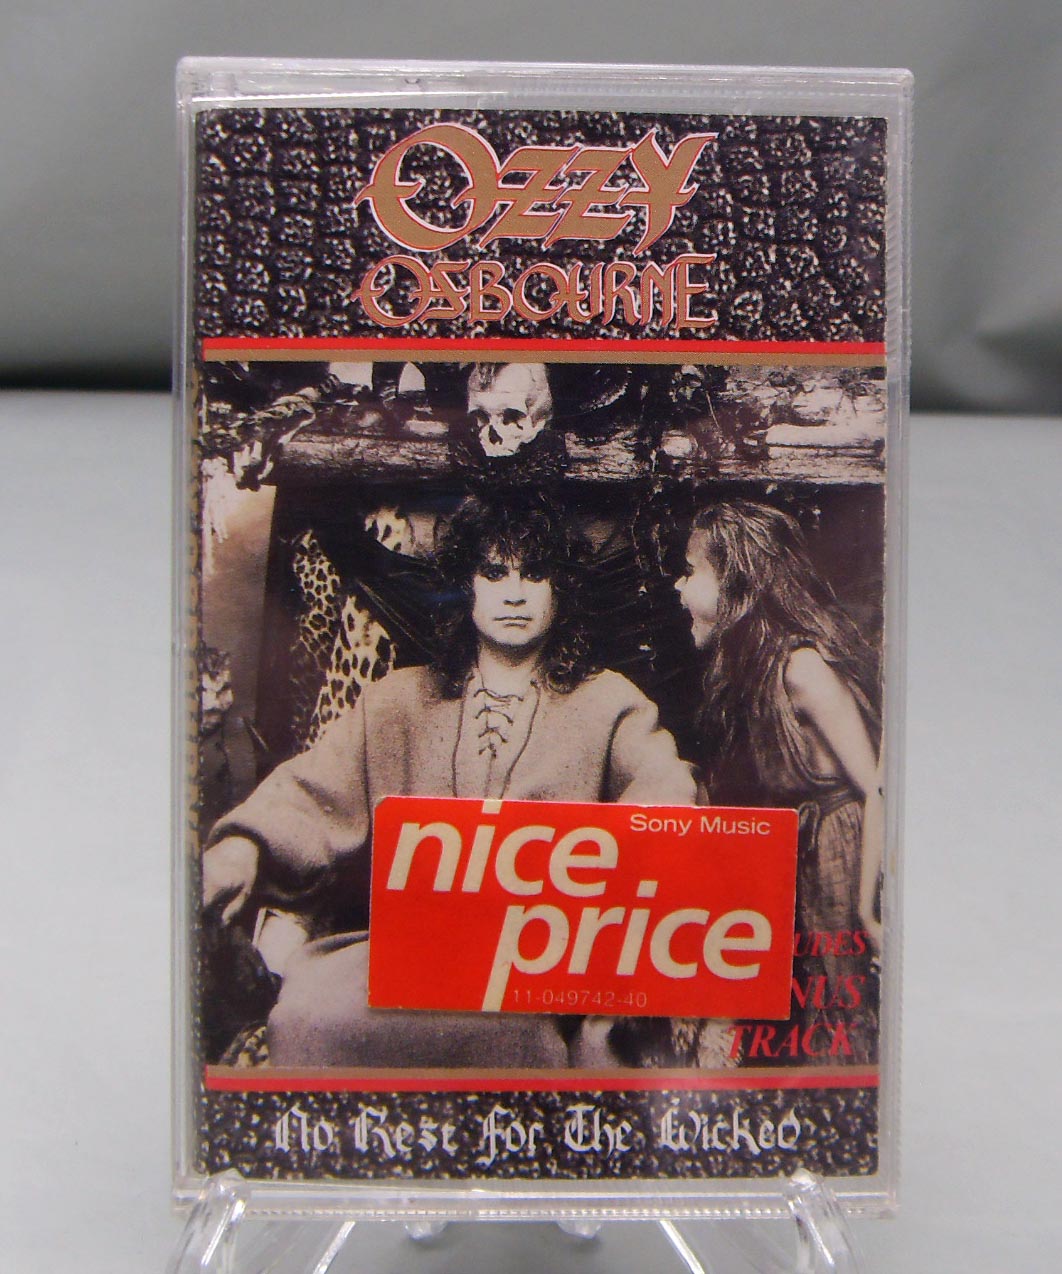 Ozzy
Osbourne
Sony Music
nice
price
11-049742-40
TRACK
No Rest for The Wicked